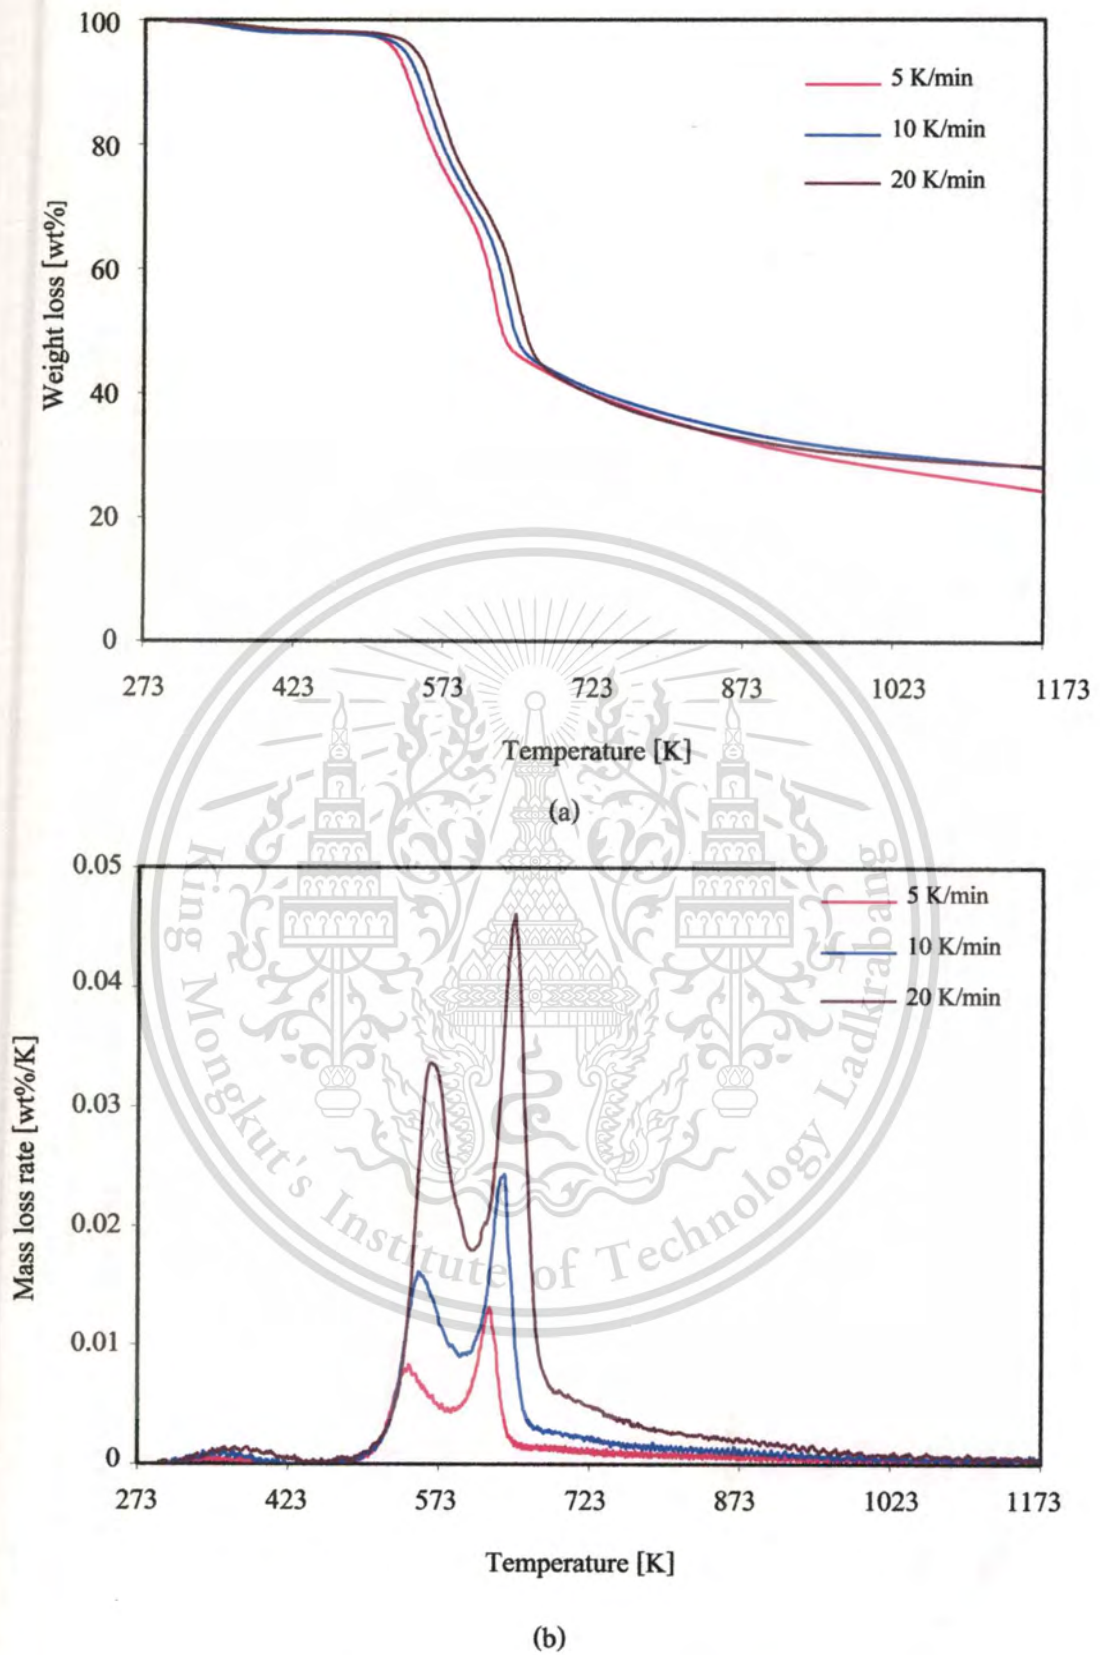 100
80
60
40
20
0
Weight loss [wt%]
5 K/min
10 K/min
20 K/min
273 423 573 723 873 1023 1173
Temperature [K]
(a)
0.05
0.04
0.03
0.02
0.01
0
Mass loss rate [wt%/K]
5 K/min
10 K/min
20 K/min
273 423 573 723 873 1023 1173
Temperature [K]
(b)
King Mongkut's Institute of Technology Ladkrabang